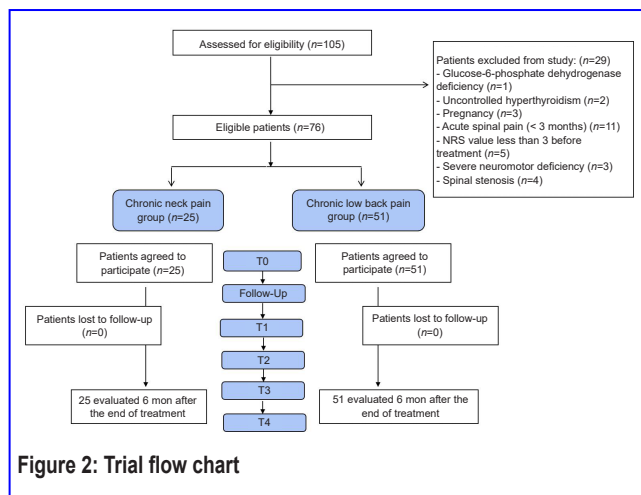 Assessed for eligibility (n=105)
Patients excluded from study: (n=29)
- Glucose-6-phosphate dehydrogenase
deficiency (n=1)
- Uncontrolled hyperthyroidism (n=2)
- Pregnancy (n=3)
- Acute spinal pain (< 3 months) (n=11)
- NRS value less than 3 before
treatment (n=5)
- Severe neuromotor deficiency (n=3)
- Spinal stenosis (n=4)
Eligible patients (n=76)
Chronic neck pain
group (n=25)
Chronic low back pain
group (n=51)
Patients agreed to
participate (n=25)
T0
Patients agreed to
participate (n=51)
Follow-Up
Patients lost to follow-up
(n=0)
T1
Patients lost to follow-up
(n=0)
T2
T3
25 evaluated 6 mon after
the end of treatment
51 evaluated 6 mon after the
end of treatment
T4
Figure 2: Trial flow chart